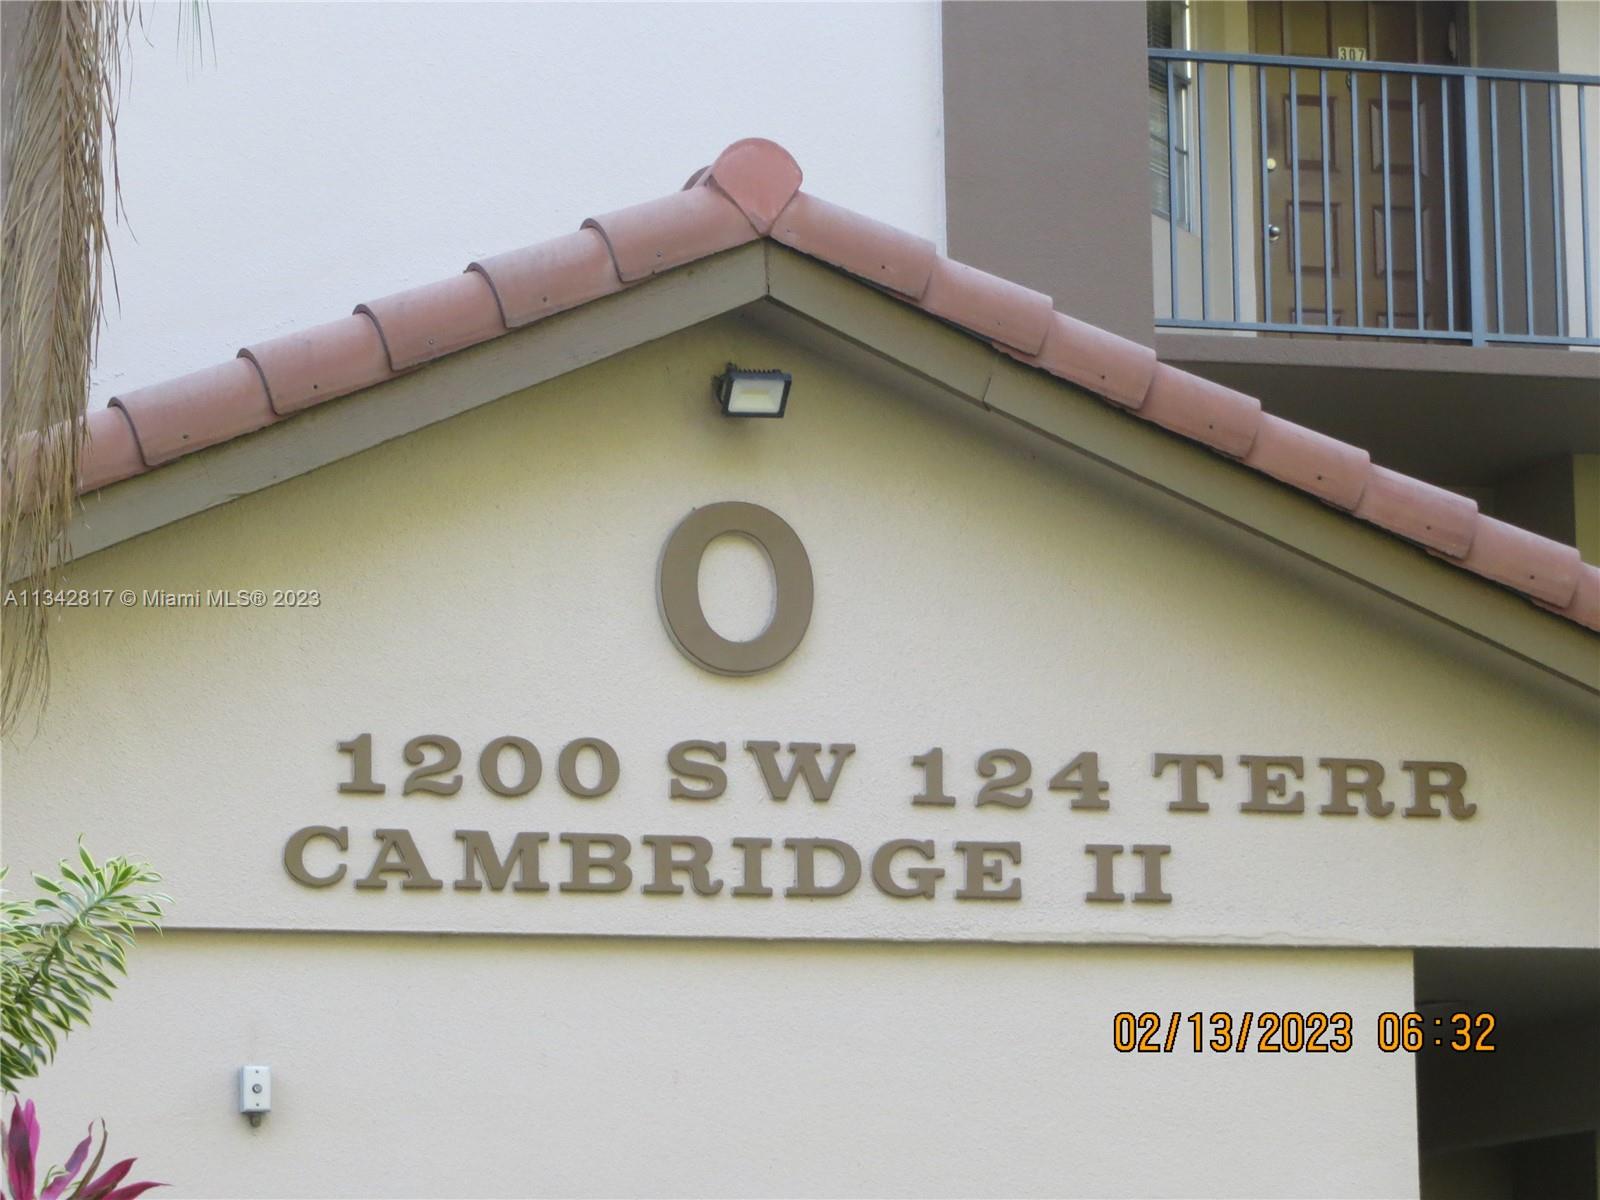 307
A11342817 © Miami MLS® 2023
O
1200 SW 124 TERR
CAMBRIDGE II
02/13/2023 06:32